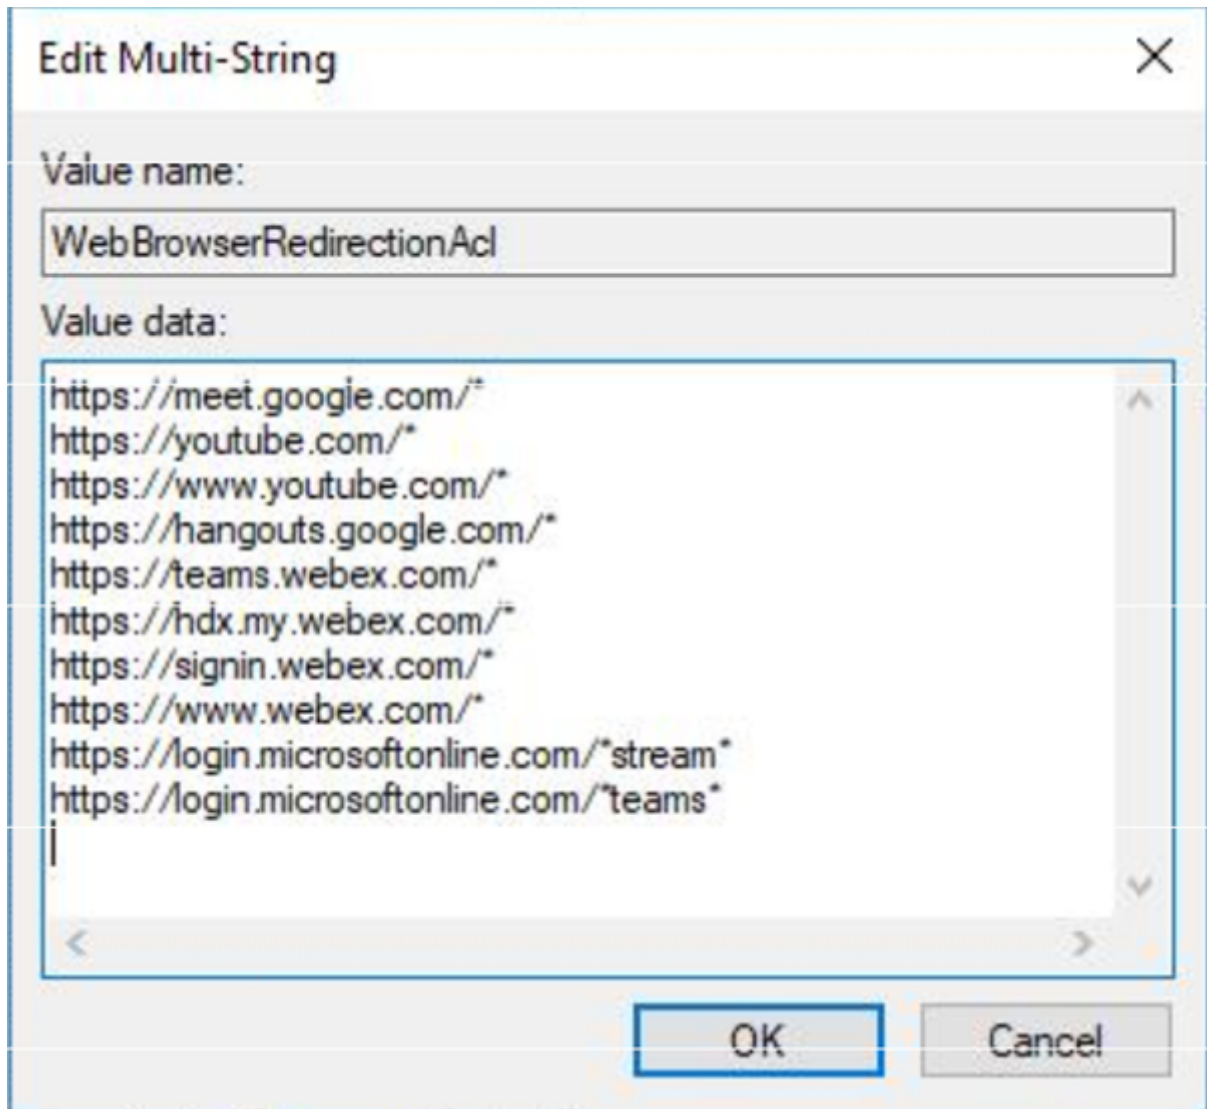 Edit Multi-String
Value name:
WebBrowserRedirectionAcl
Value data:
https://meet.google.com/*
https://youtube.com/*
https://www.youtube.com/*
https://hangouts.google.com/*
https://teams.webex.com/*
https://hdx.my.webex.com/*
https://signin.webex.com/*
https://www.webex.com/*
https://login.microsoftonline.com/*stream*
https://login.microsoftonline.com/*teams*
OK Cancel